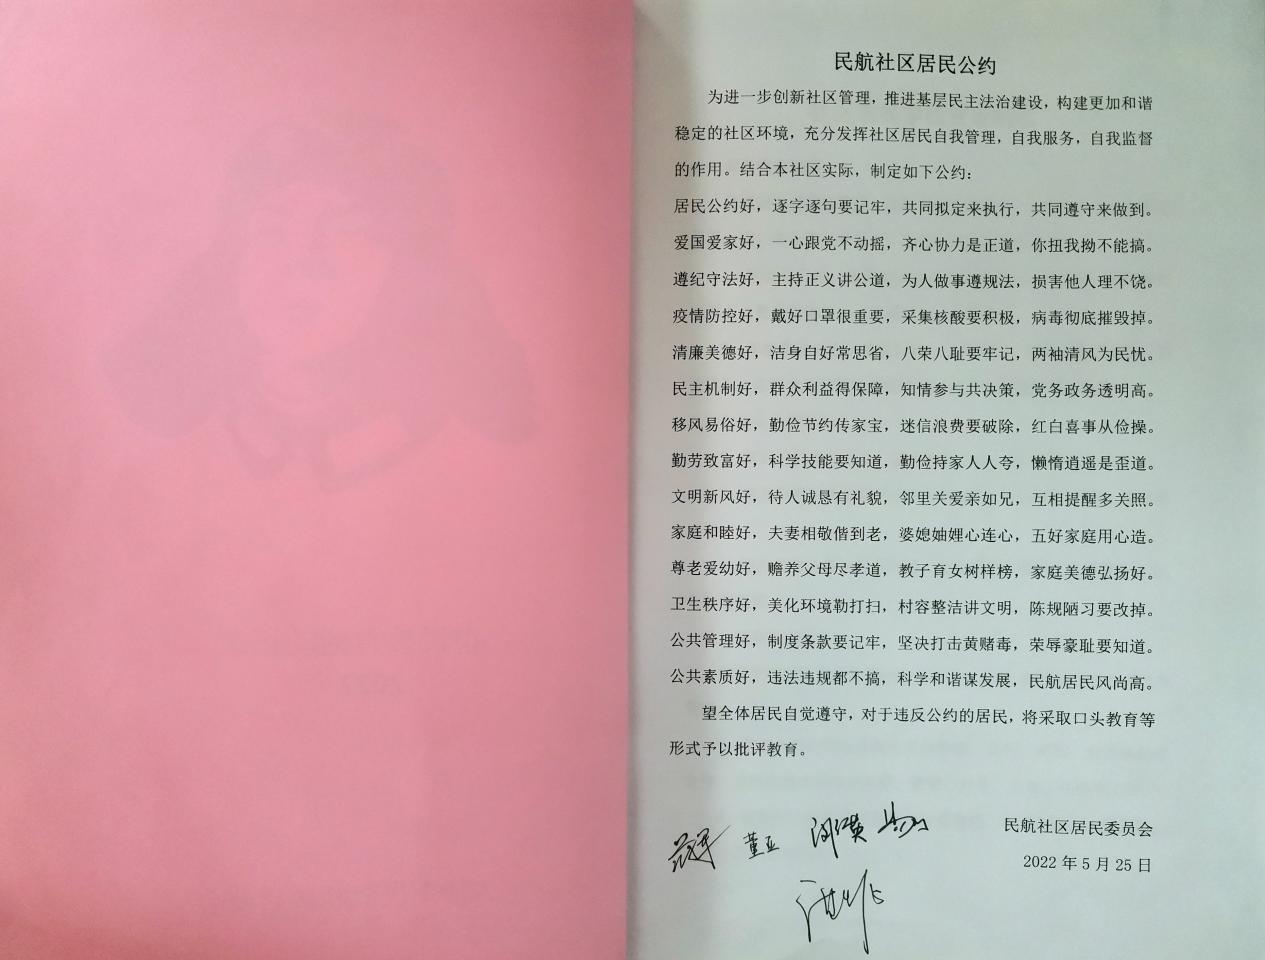 民航社区居民公约
为进一步创新社区管理，推进基层民主法治建设，构建更加和谐
稳定的社区环境，充分发挥社区居民自我管理，自我服务，自我监督
的作用。结合本社区实际，制定如下公约：
居民公约好，逐字逐句要记牢，共同拟定来执行，共同遵守来做到。
爱国爱家好，一心跟党不动摇，齐心协力是正道，你扭我拗不能搞。
遵纪守法好，主持正义讲公道，为人做事遵规法，损害他人理不饶。
疫情防控好，戴好口罩很重要，采集核酸要积极，病毒彻底摧毁掉。
清廉美德好，洁身自好常思省，八荣八耻要牢记，两袖清风为民忧。
民主机制好，群众利益得保障，知情参与共决策，党务政务透明高。
移风易俗好，勤俭节约传家宝，迷信浪费要破除，红白喜事从俭操。
勤劳致富好，科学技能要知道，勤俭持家人人夸，懒惰逍遥是歪道。
文明新风好，待人诚恳有礼貌，邻里关爱亲如兄，互相提醒多关照。
家庭和睦好，夫妻相敬偕到老，婆媳妯娌心连心，五好家庭用心造。
尊老爱幼好，赡养父母尽孝道，教子育女树样榜，家庭美德弘扬好。
卫生秩序好，美化环境勒打扫，村容整洁讲文明，陈规陋习要改掉。
公共管理好，制度条款要记牢，坚决打击黄赌毒，荣辱豪耻要知道。
公共素质好，违法违规都不搞，科学和谐谋发展，民航居民风尚高。
望全体居民自觉遵守，对于违反公约的居民，将采取口头教育等
形式予以批评教育。
民航社区居民委员会
2022 年 5 月 25 日
董亚